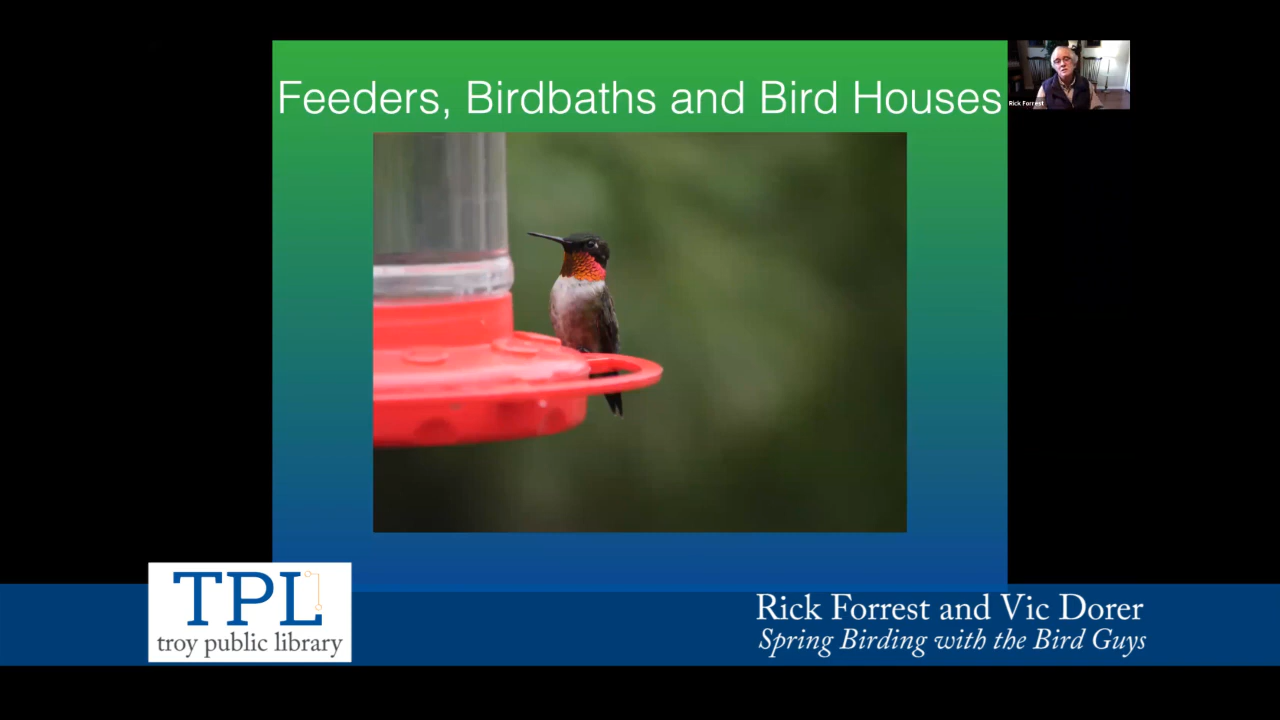 Feeders, Birdbaths and Bird Houses
Rick Forrest
TPL
troy public library
Rick Forrest and Vic Dorer
Spring Birding with the Bird Guys